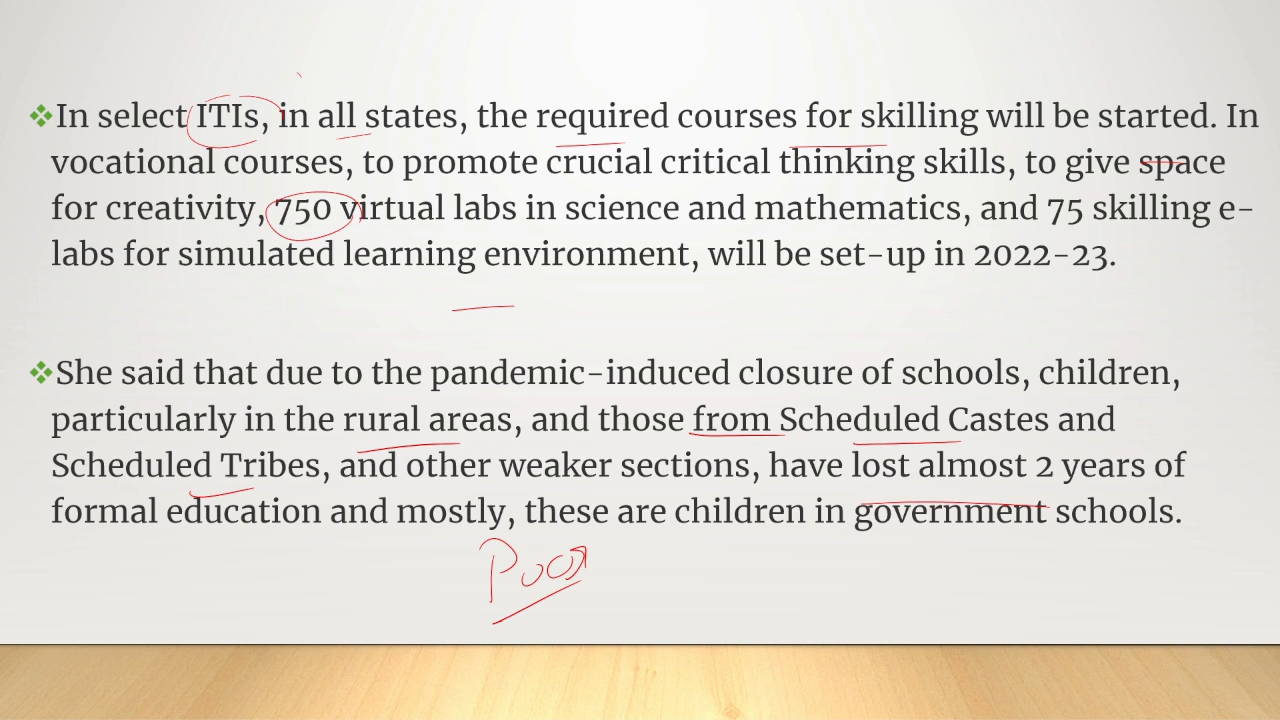 ❖In select ITIs, in all states, the required courses for skilling will be started. In
vocational courses, to promote crucial critical thinking skills, to give space
for creativity, 750 virtual labs in science and mathematics, and 75 skilling e-
labs for simulated learning environment, will be set-up in 2022-23.
❖She said that due to the pandemic-induced closure of schools, children,
particularly in the rural areas, and those from Scheduled Castes and
Scheduled Tribes, and other weaker sections, have lost almost 2 years of
formal education and mostly, these are children in government schools.
Poor